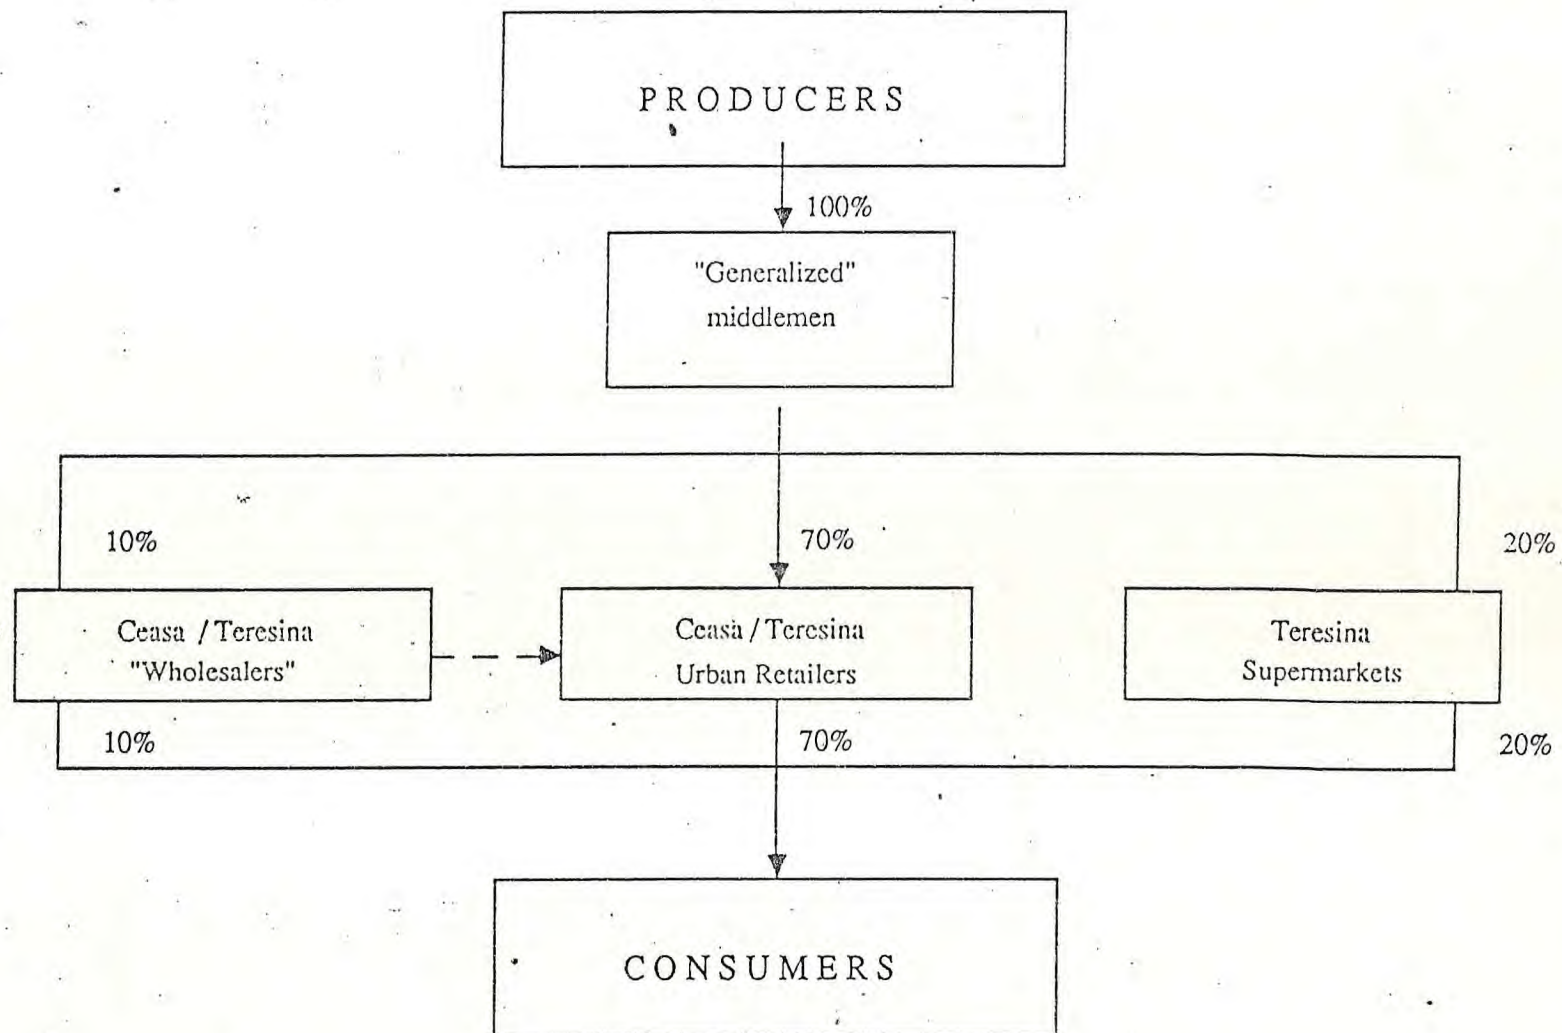 PRODUCERS
100%
"Generalized"
middlemen
10%
70%
20%
Ceasa / Teresina
"Wholesalers"
Ceasa / Teresina
Urban Retailers
Teresina
Supermarkets
10%
70%
20%
CONSUMERS